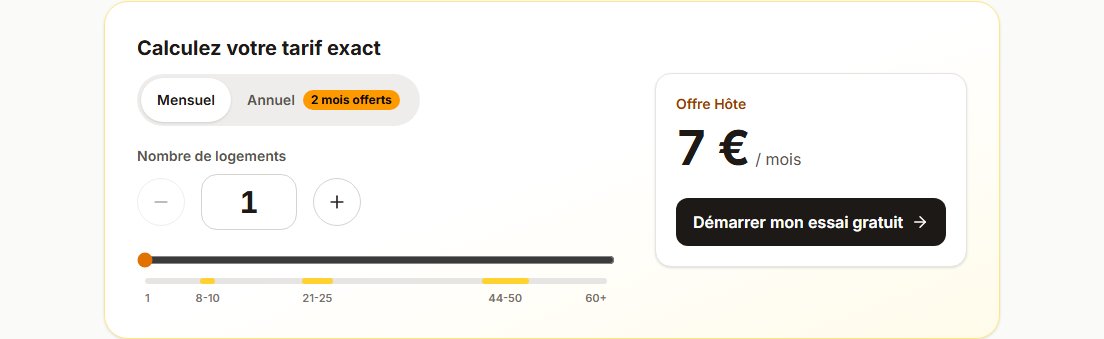 Calculez votre tarif exact
Mensuel
Annuel 2 mois offerts
Nombre de logements
1
1 8-10 21-25 44-50 60+
Offre Hôte
7 € / mois
Démarrer mon essai gratuit →